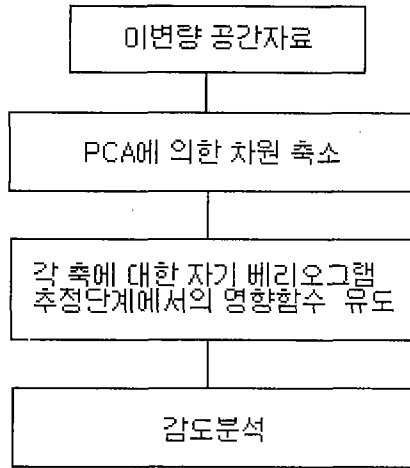 이변량 공간자료
PCA에 의한 차원 축소
각 축에 대한 자기 베리오그램
추정단계에서의 영향함수 유도
감도분석